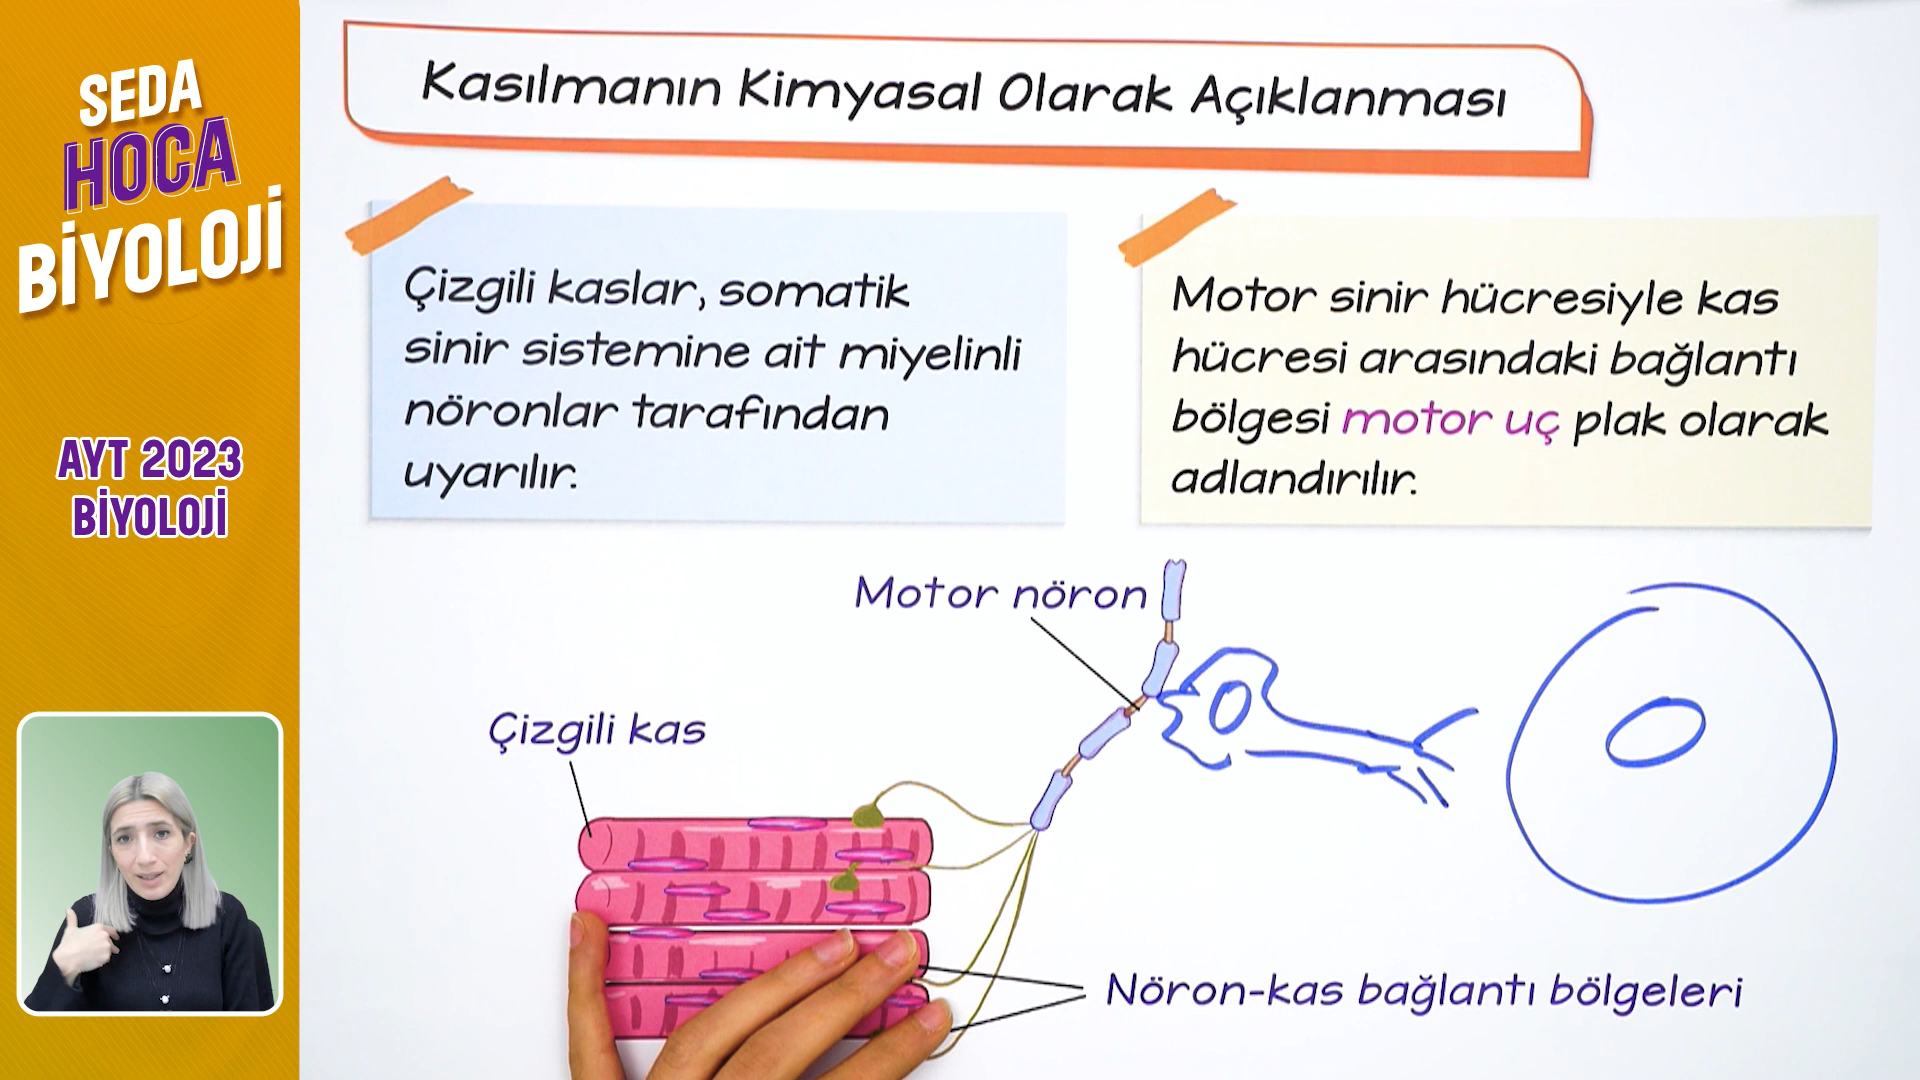 SEDA
HOCA
BİYOLOJİ
AYT 2023
BİYOLOJİ
Kasılmanın Kimyasal Olarak Açıklanması
Çizgili kaslar, somatik
sinir sistemine ait miyelinli
nöronlar tarafından
uyarılır.
Motor sinir hücresiyle kas
hücresi arasındaki bağlantı
bölgesi motor uç plak olarak
adlandırılır.
Motor nöron
Çizgili kas
Nöron-kas bağlantı bölgeleri